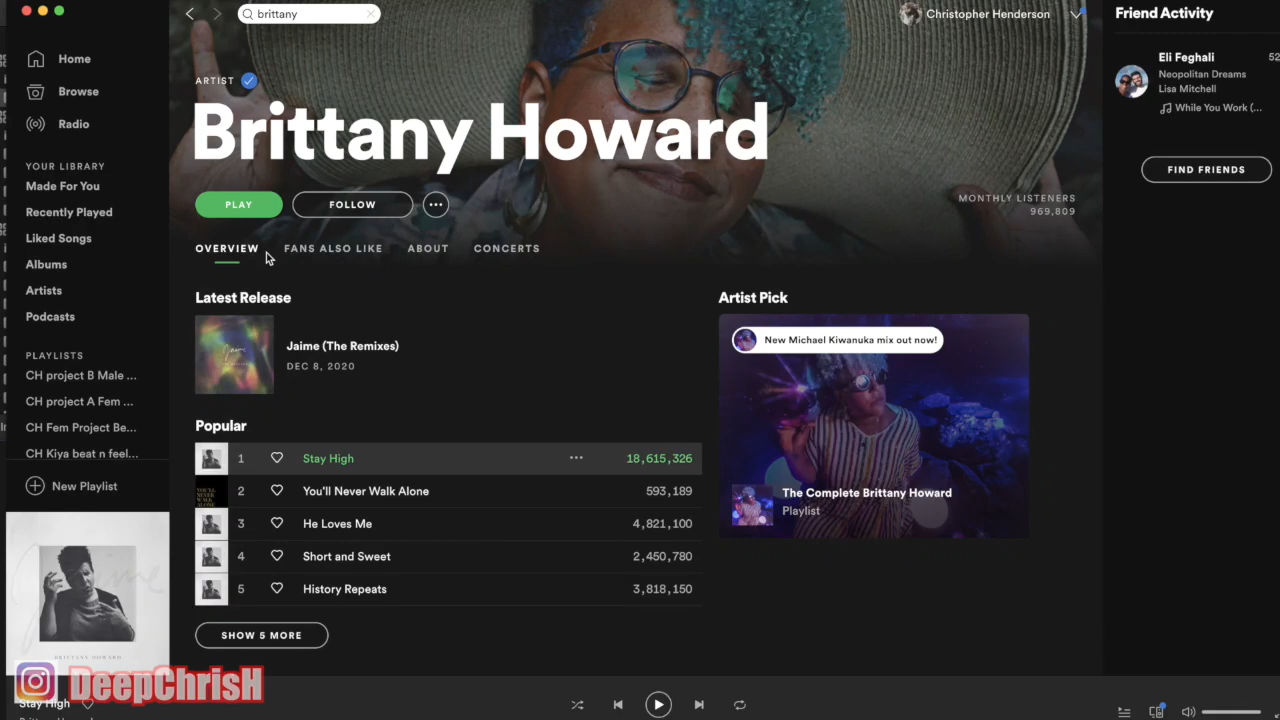 brittany
Christopher Henderson
Friend Activity
Home
Browse
Radio
YOUR LIBRARY
Made For You
Recently Played
Liked Songs
Albums
Artists
Podcasts
PLAYLISTS
CH project B Male ...
CH project A Fem ...
CH Fem Project Be...
CH Kiya beat n feel...
New Playlist
BRITTANY HOWARD
ARTIST
Brittany Howard
PLAY
FOLLOW
MONTHLY LISTENERS
969,809
OVERVIEW
FANS ALSO LIKE
ABOUT
CONCERTS
Latest Release
Jaime (The Remixes)
DEC 8, 2020
Popular
1 Stay High 18,615,326
2 You'll Never Walk Alone 593,189
3 He Loves Me 4,821,100
4 Short and Sweet 2,450,780
5 History Repeats 3,818,150
SHOW 5 MORE
Artist Pick
New Michael Kiwanuka mix out now!
The Complete Brittany Howard
Playlist
Eli Feghali 52
Neopolitan Dreams
Lisa Mitchell
While You Work (...
FIND FRIENDS
DeepChrisH
Stay High
Brittany Howard